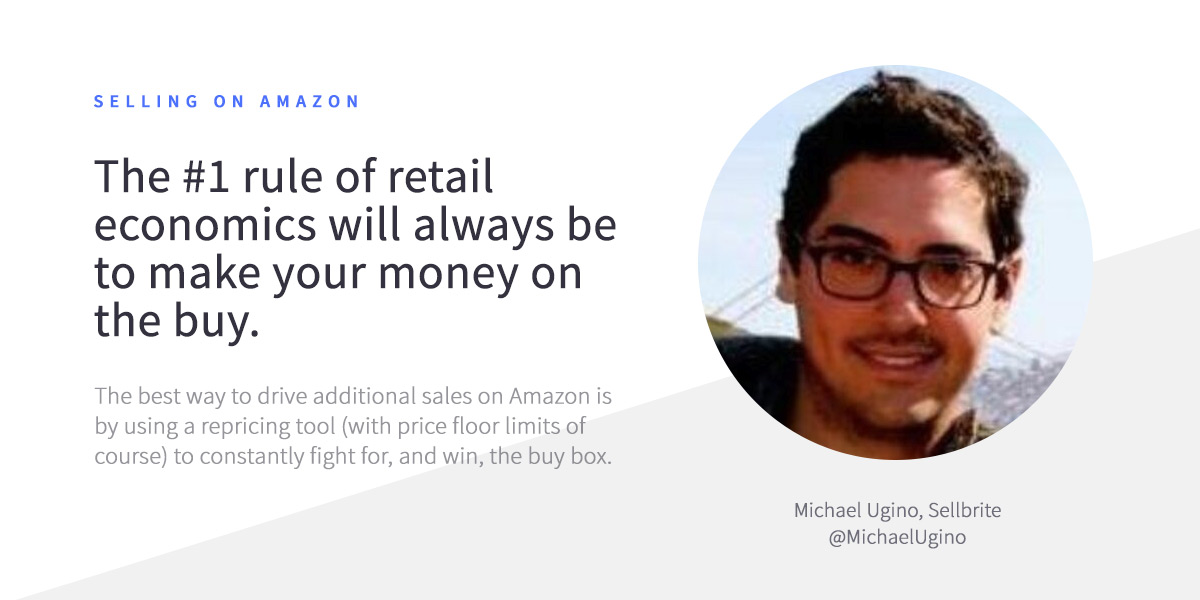 SELLING ON AMAZON
The #1 rule of retail
economics will always be
to make your money on
the buy.
The best way to drive additional sales on Amazon is
by using a repricing tool (with price floor limits of
course) to constantly fight for, and win, the buy box.
Michael Ugino, Sellbrite
@MichaelUgino